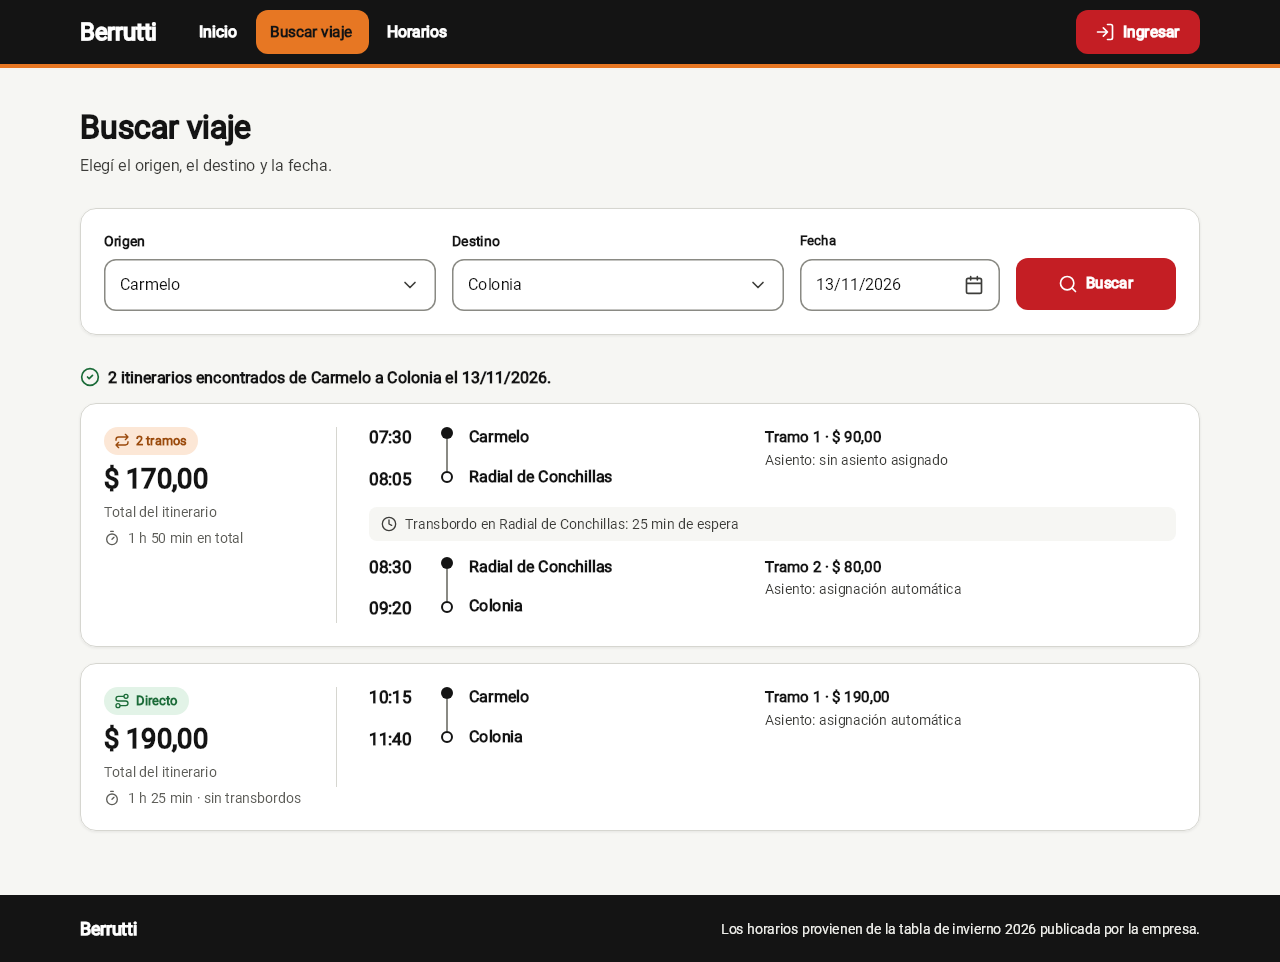 Berrutti
Inicio
Buscar viaje
Horarios
Ingresar
Buscar viaje
Elegí el origen, el destino y la fecha.
Origen
Destino
Fecha
Carmelo
Colonia
13/11/2026
Buscar
2 itinerarios encontrados de Carmelo a Colonia el 13/11/2026.
2 tramos
$ 170,00
Total del itinerario
1 h 50 min en total
07:30 Carmelo
08:05 Radial de Conchillas
Tramo 1 · $ 90,00
Asiento: sin asiento asignado
Transbordo en Radial de Conchillas: 25 min de espera
08:30 Radial de Conchillas
09:20 Colonia
Tramo 2 · $ 80,00
Asiento: asignación automática
Directo
$ 190,00
Total del itinerario
1 h 25 min · sin transbordos
10:15 Carmelo
11:40 Colonia
Tramo 1 · $ 190,00
Asiento: asignación automática
Berrutti
Los horarios provienen de la tabla de invierno 2026 publicada por la empresa.